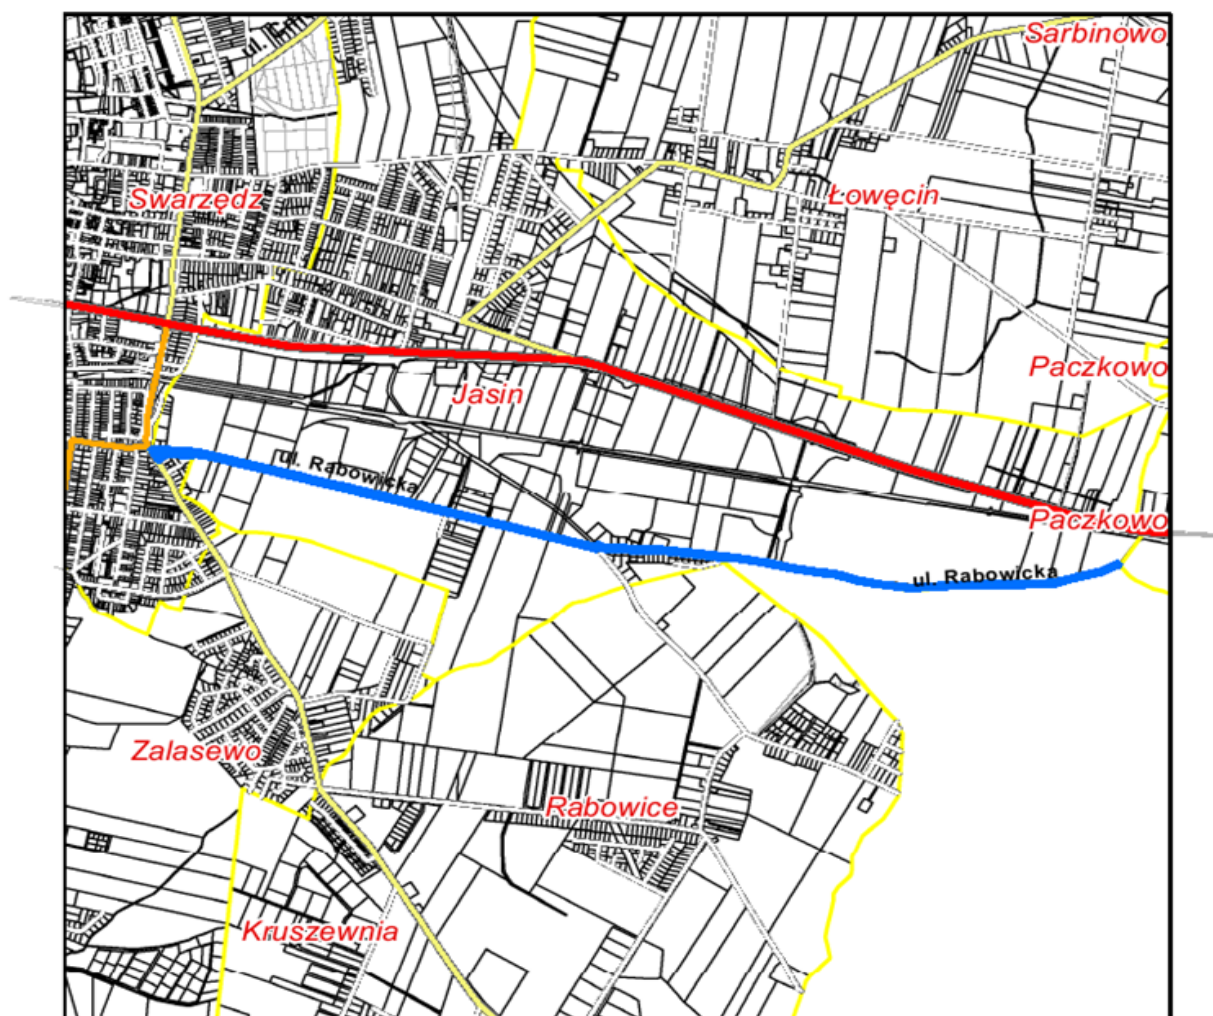 Sarbinowo
Swarzędz
Łowęcin
Paczkowo
Jasin
ul. Rabowicka
Paczkowo
ul. Rabowicka
Zalasewo
Rabowice
Kruszewnia